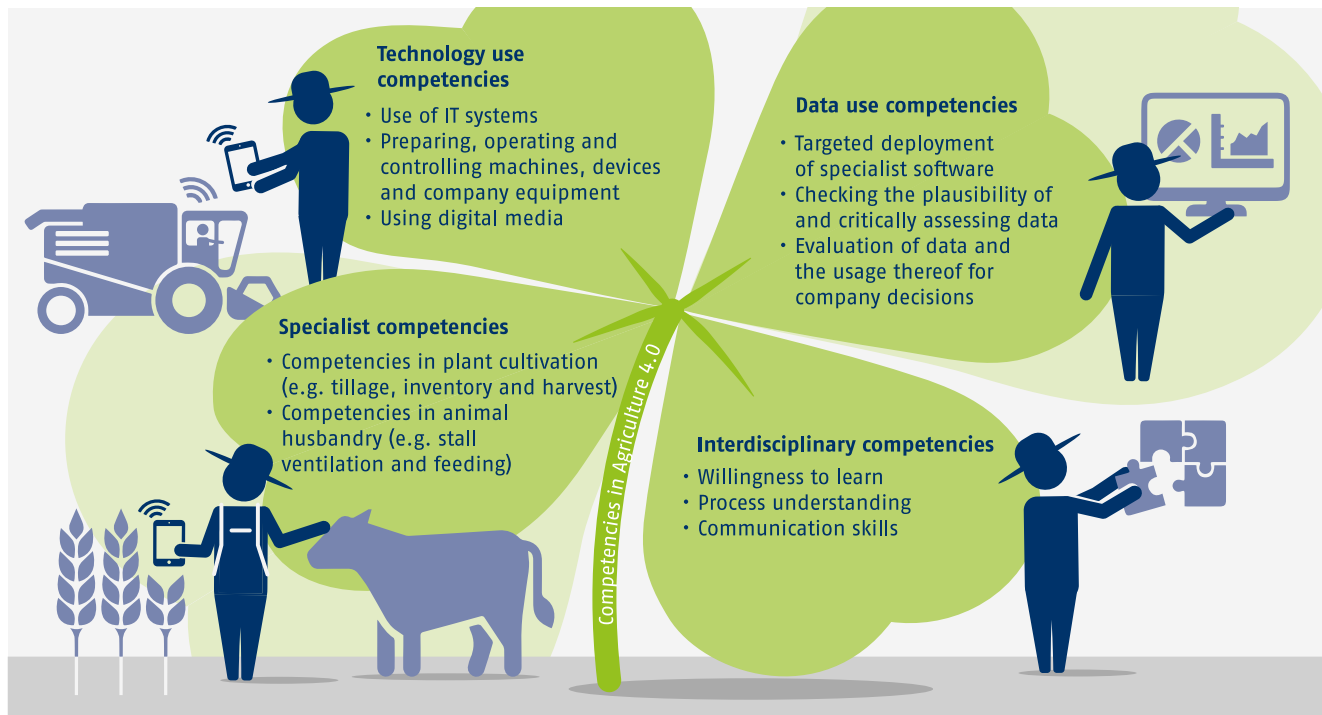 Technology use
competencies
• Use of IT systems
• Preparing, operating and
controlling machines, devices
and company equipment
• Using digital media
Data use competencies
• Targeted deployment
of specialist software
• Checking the plausibility of
and critically assessing data
• Evaluation of data and
the usage thereof for
company decisions
Specialist competencies
• Competencies in plant cultivation
(e.g. tillage, inventory and harvest)
• Competencies in animal
husbandry (e.g. stall
ventilation and feeding)
Interdisciplinary competencies
• Willingness to learn
• Process understanding
• Communication skills
Competencies in Agriculture 4.0